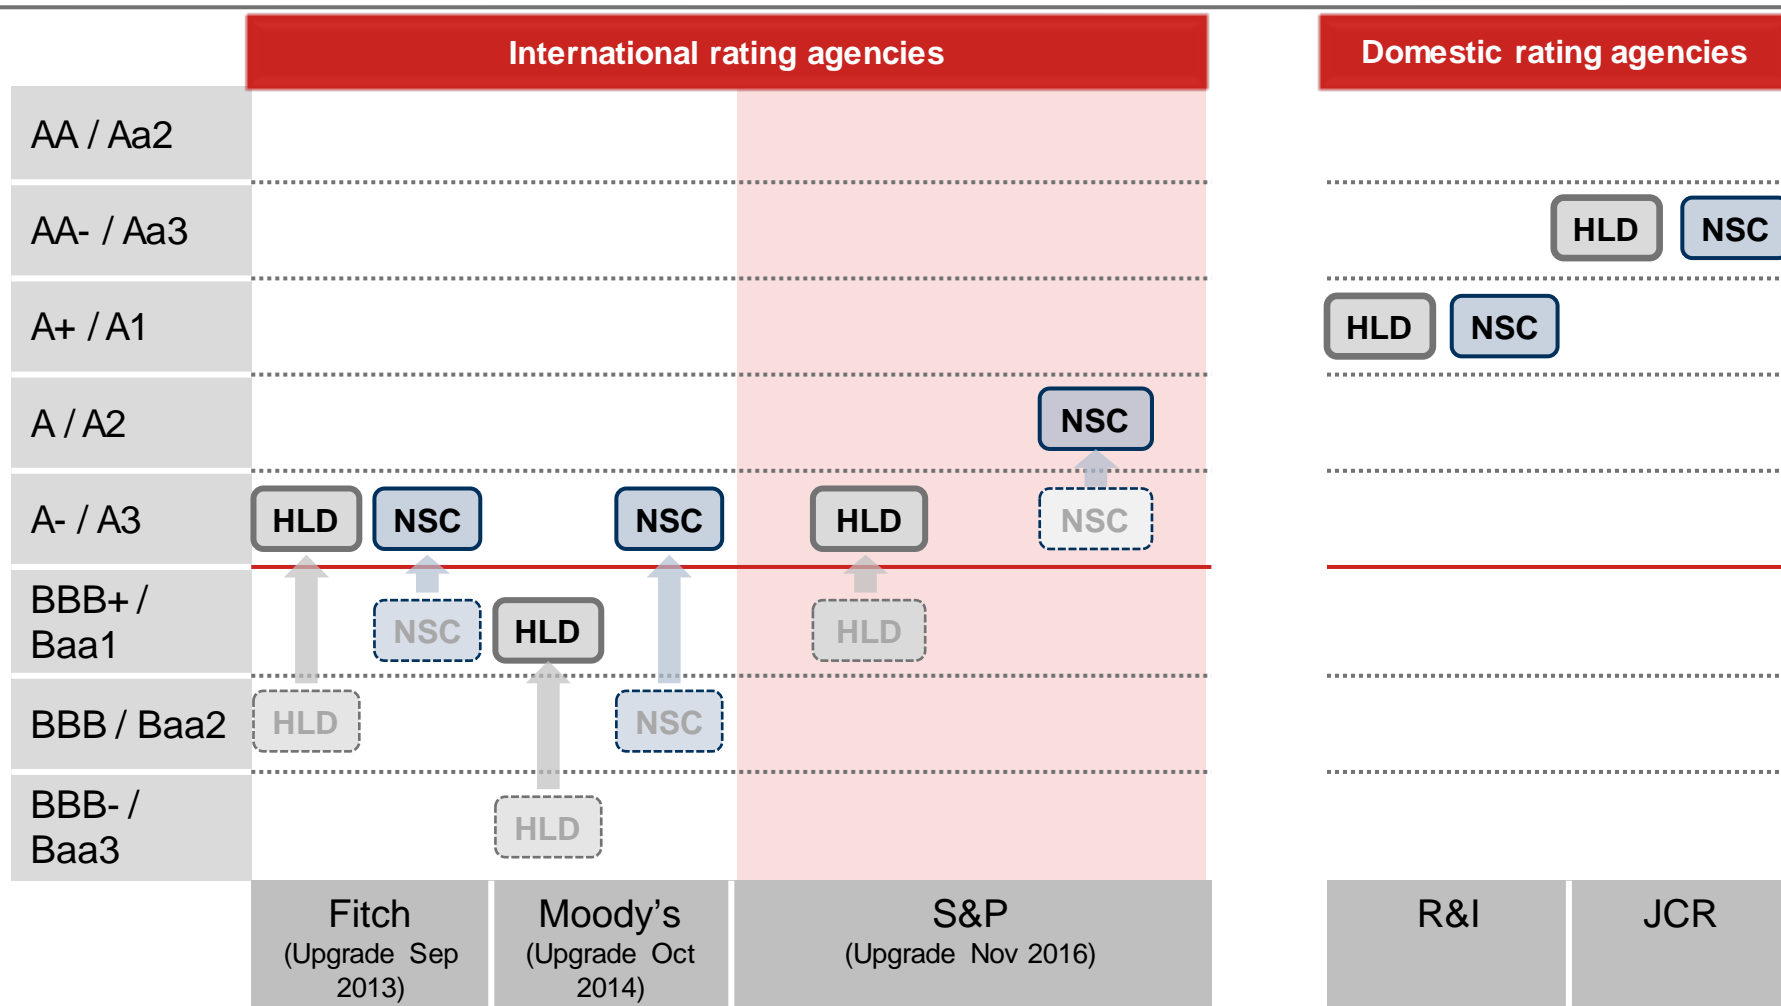 International rating agencies
Domestic rating agencies
AA / Aa2
AA- / Aa3
HLD
NSC
A+ / A1
HLD
NSC
A / A2
NSC
A- / A3
HLD
NSC
NSC
HLD
NSC
BBB+ /
Baa1
NSC
HLD
HLD
BBB / Baa2
HLD
NSC
BBB- /
Baa3
HLD
Fitch
(Upgrade Sep
2013)
Moody's
(Upgrade Oct
2014)
S&P
(Upgrade Nov 2016)
R&I
JCR